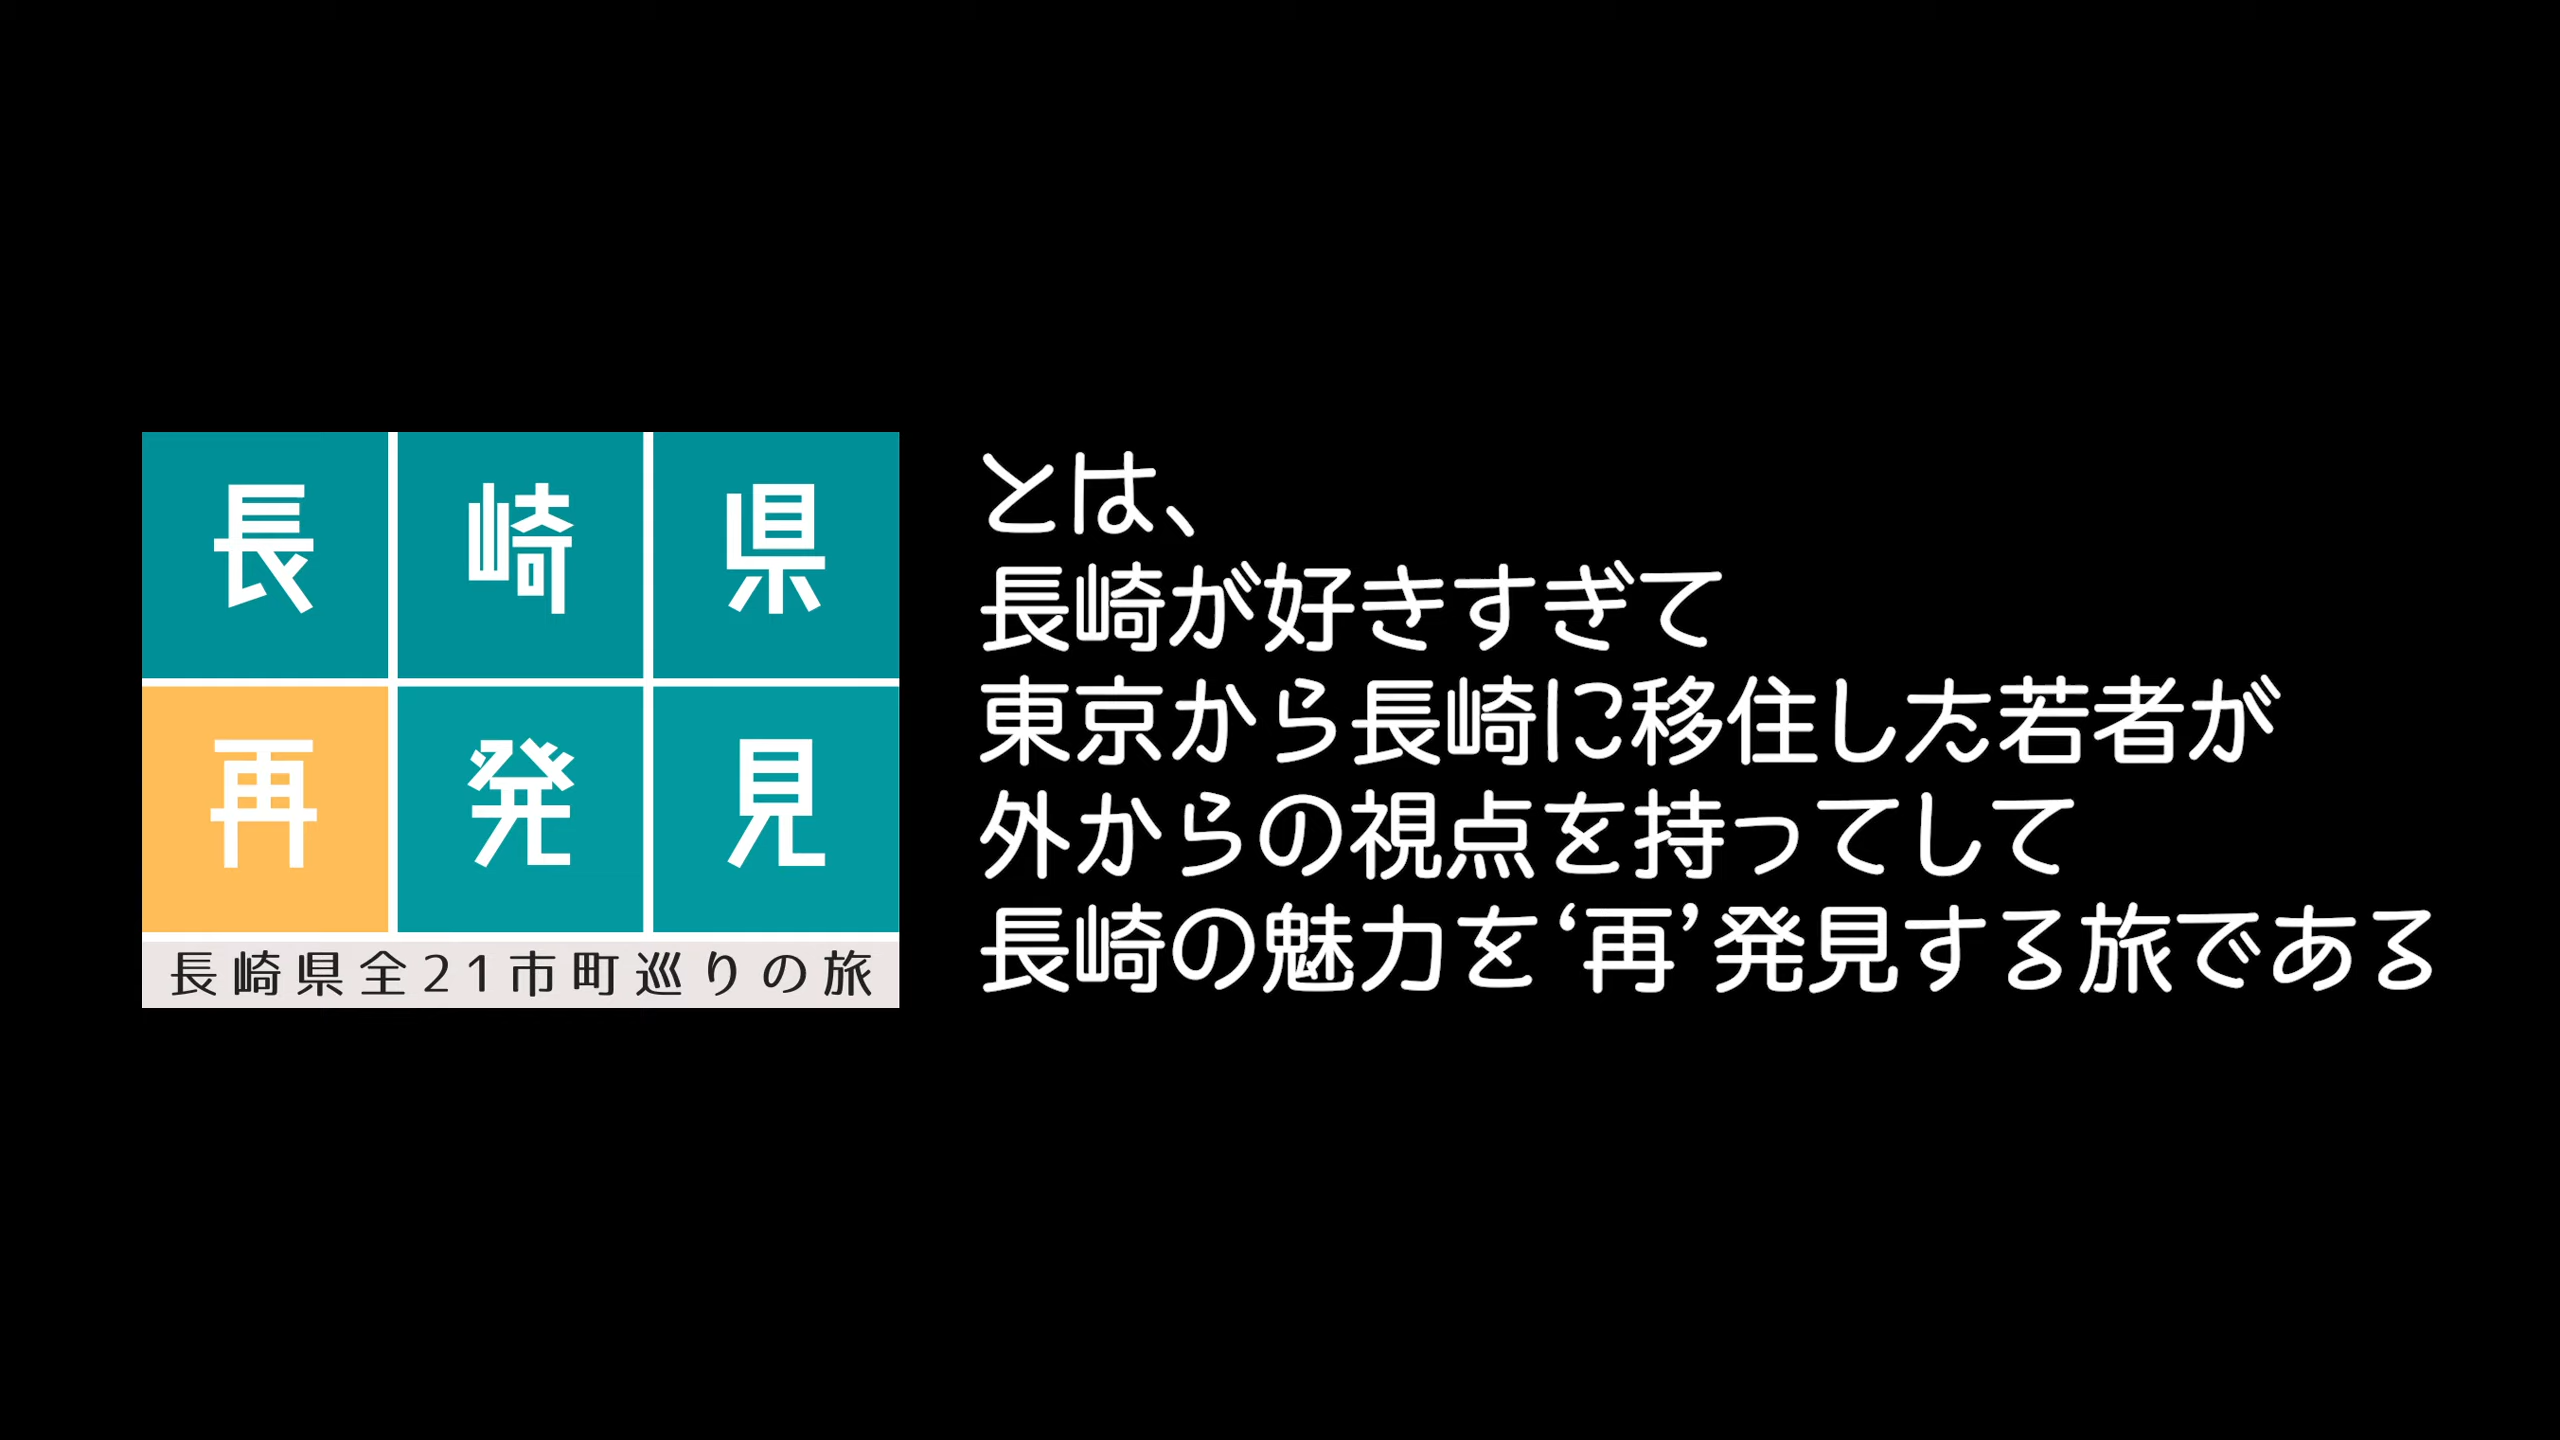 長崎県
再発見
長崎県全21市町巡りの旅
とは、
長崎が好きすぎて
東京から長崎に移住した若者が
外からの視点を持ってして
長崎の魅力を‘再’発見する旅である